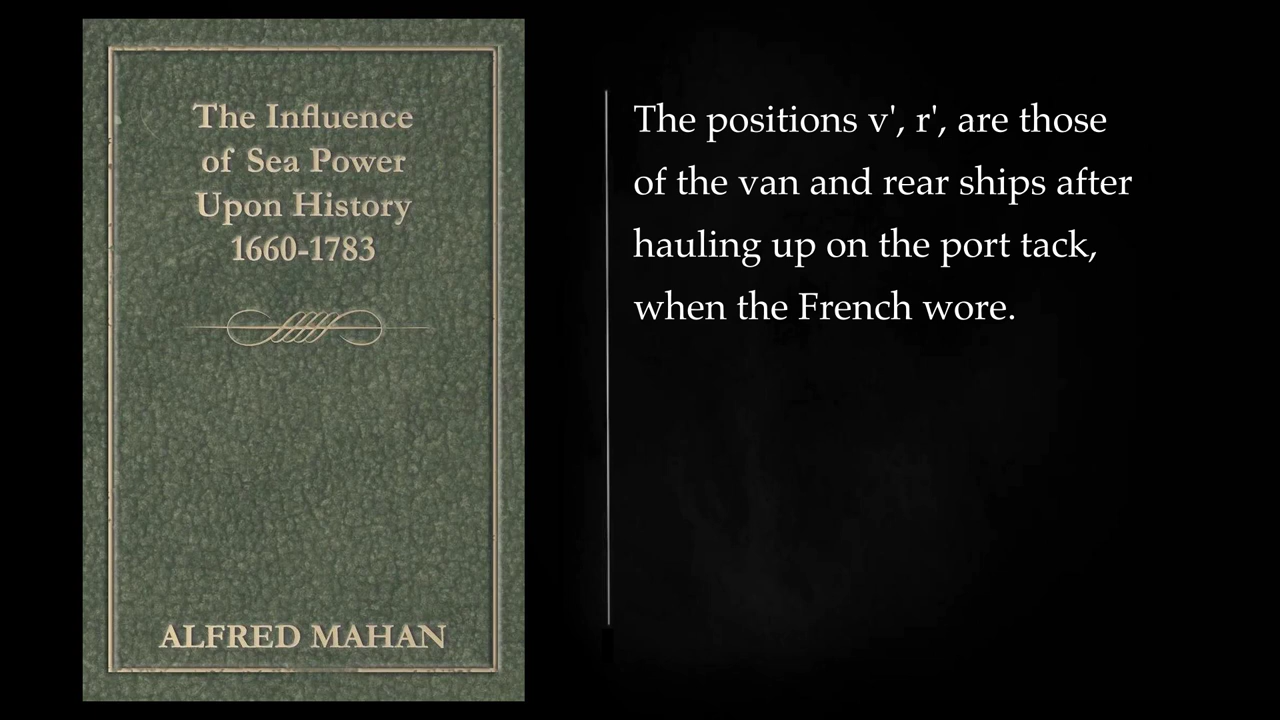 The Influence
of Sea Power
Upon History
1660-1783
ALFRED MAHAN
The positions v', r', are those
of the van and rear ships after
hauling up on the port tack,
when the French wore.